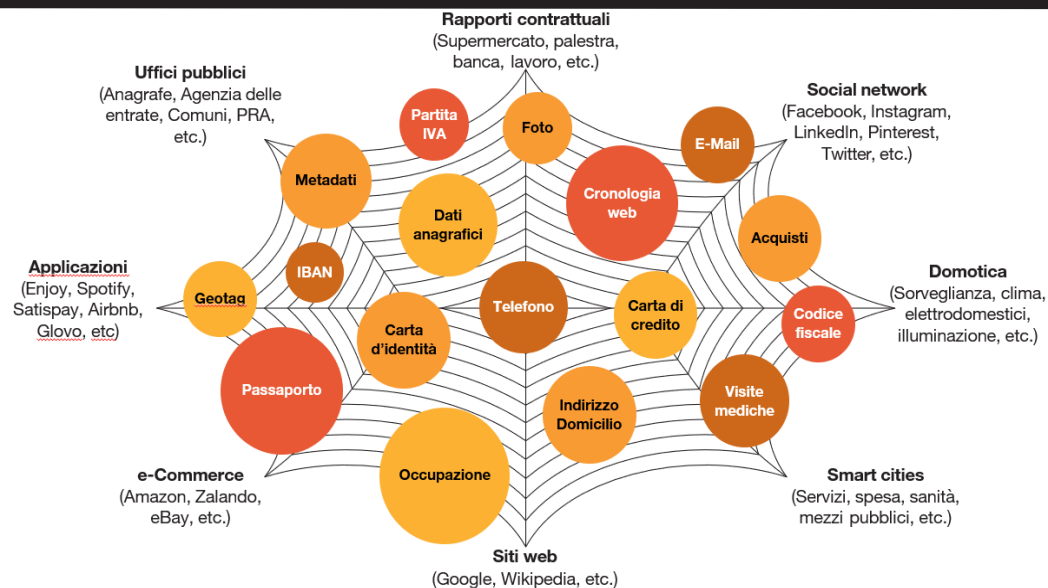 Rapporti contrattuali
(Supermercato, palestra,
banca, lavoro, etc.)
Uffici pubblici
(Anagrafe, Agenzia delle
entrate, Comuni, PRA,
etc.)
Social network
(Facebook, Instagram,
LinkedIn, Pinterest,
Twitter, etc.)
Partita
IVA
Foto
E-Mail
Metadati
Cronologia
web
Dati
anagrafici
Acquisti
Applicazioni
(Enjoy, Spotify,
Satispay, Airbnb,
Glovo, etc)
IBAN
Geotag
Telefono
Carta di
credito
Codice
fiscale
Domotica
(Sorveglianza, clima,
elettrodomestici,
illuminazione, etc.)
Carta
d’identità
Passaporto
Indirizzo
Domicilio
Visite
mediche
Occupazione
e-Commerce
(Amazon, Zalando,
eBay, etc.)
Smart cities
(Servizi, spesa, sanità,
mezzi pubblici, etc.)
Siti web
(Google, Wikipedia, etc.)